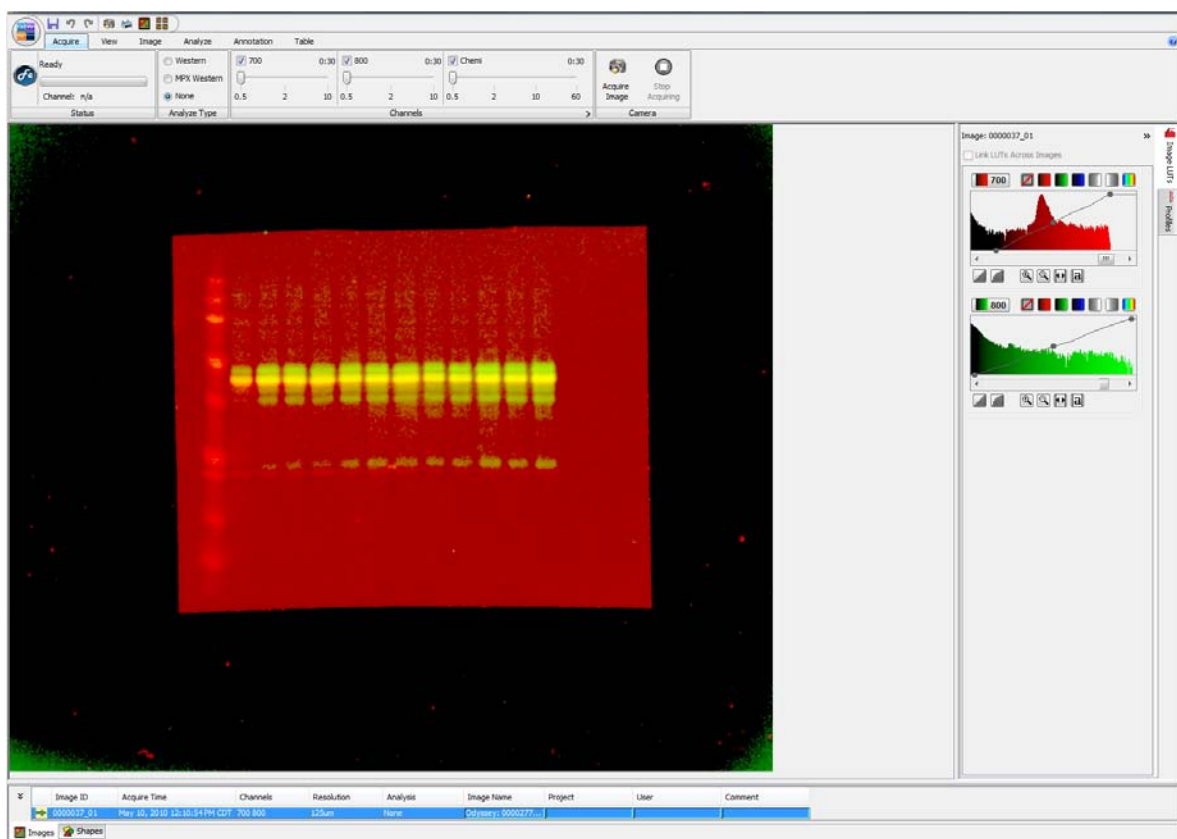 Acquire View Image Analyze Annotation Table
Ready
Channel: n/a
Status
Western
MPX Western
None
Analyze Type
700 0:30 800 0:30 Chemi 0:30
0.5 2 10 0.5 2 10 0.5 2 10 60
Channels
Acquire Image
Stop Acquiring
Camera
Image: 0000037_01
Link LUTs Across Images
700
800
Image LUTs
Profiles
Image ID Acquire Time Channels Resolution Analysis Image Name Project User Comment
0000037_01 May 10, 2010 12:10:54 PM CDT 700 800 125um None Odyssey: 0000277...
Images Shapes